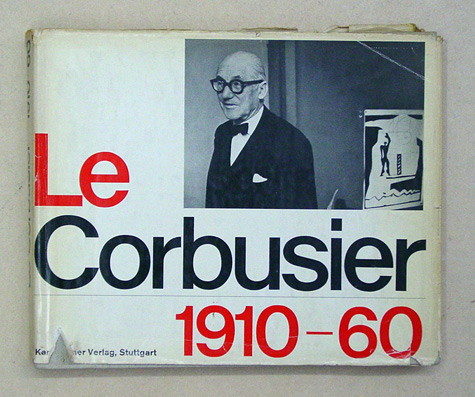 Le
Corbusier
1910–60
Verlag, Stuttgart